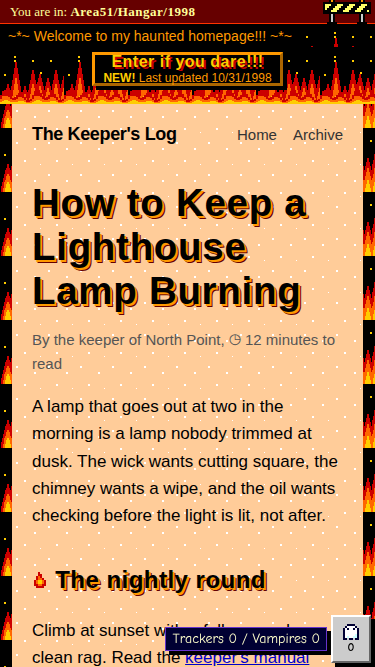 You are in: Area51/Hangar/1998
~*~ Welcome to my haunted homepage!!! ~*~
Enter if you dare!!!
NEW! Last updated 10/31/1998
The Keeper's Log
Home Archive
How to Keep a
Lighthouse
Lamp Burning
By the keeper of North Point, 12 minutes to
read
A lamp that goes out at two in the
morning is a lamp nobody trimmed at
dusk. The wick wants cutting square, the
chimney wants a wipe, and the oil wants
checking before the light is lit, not after.
The nightly round
Climb at sunset
clean rag. Read the keeper's manual
Trackers 0 / Vampires 0
0